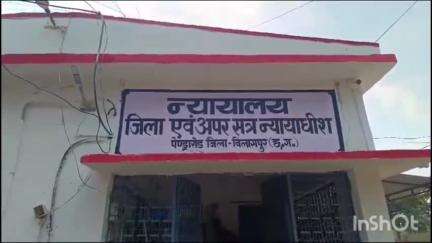 न्यायालय
जिला एवं अपर सत्र न्यायाधीश
पेण्ड्रारोड जिला-बिलासपुर (छ.ग.)
InShOt